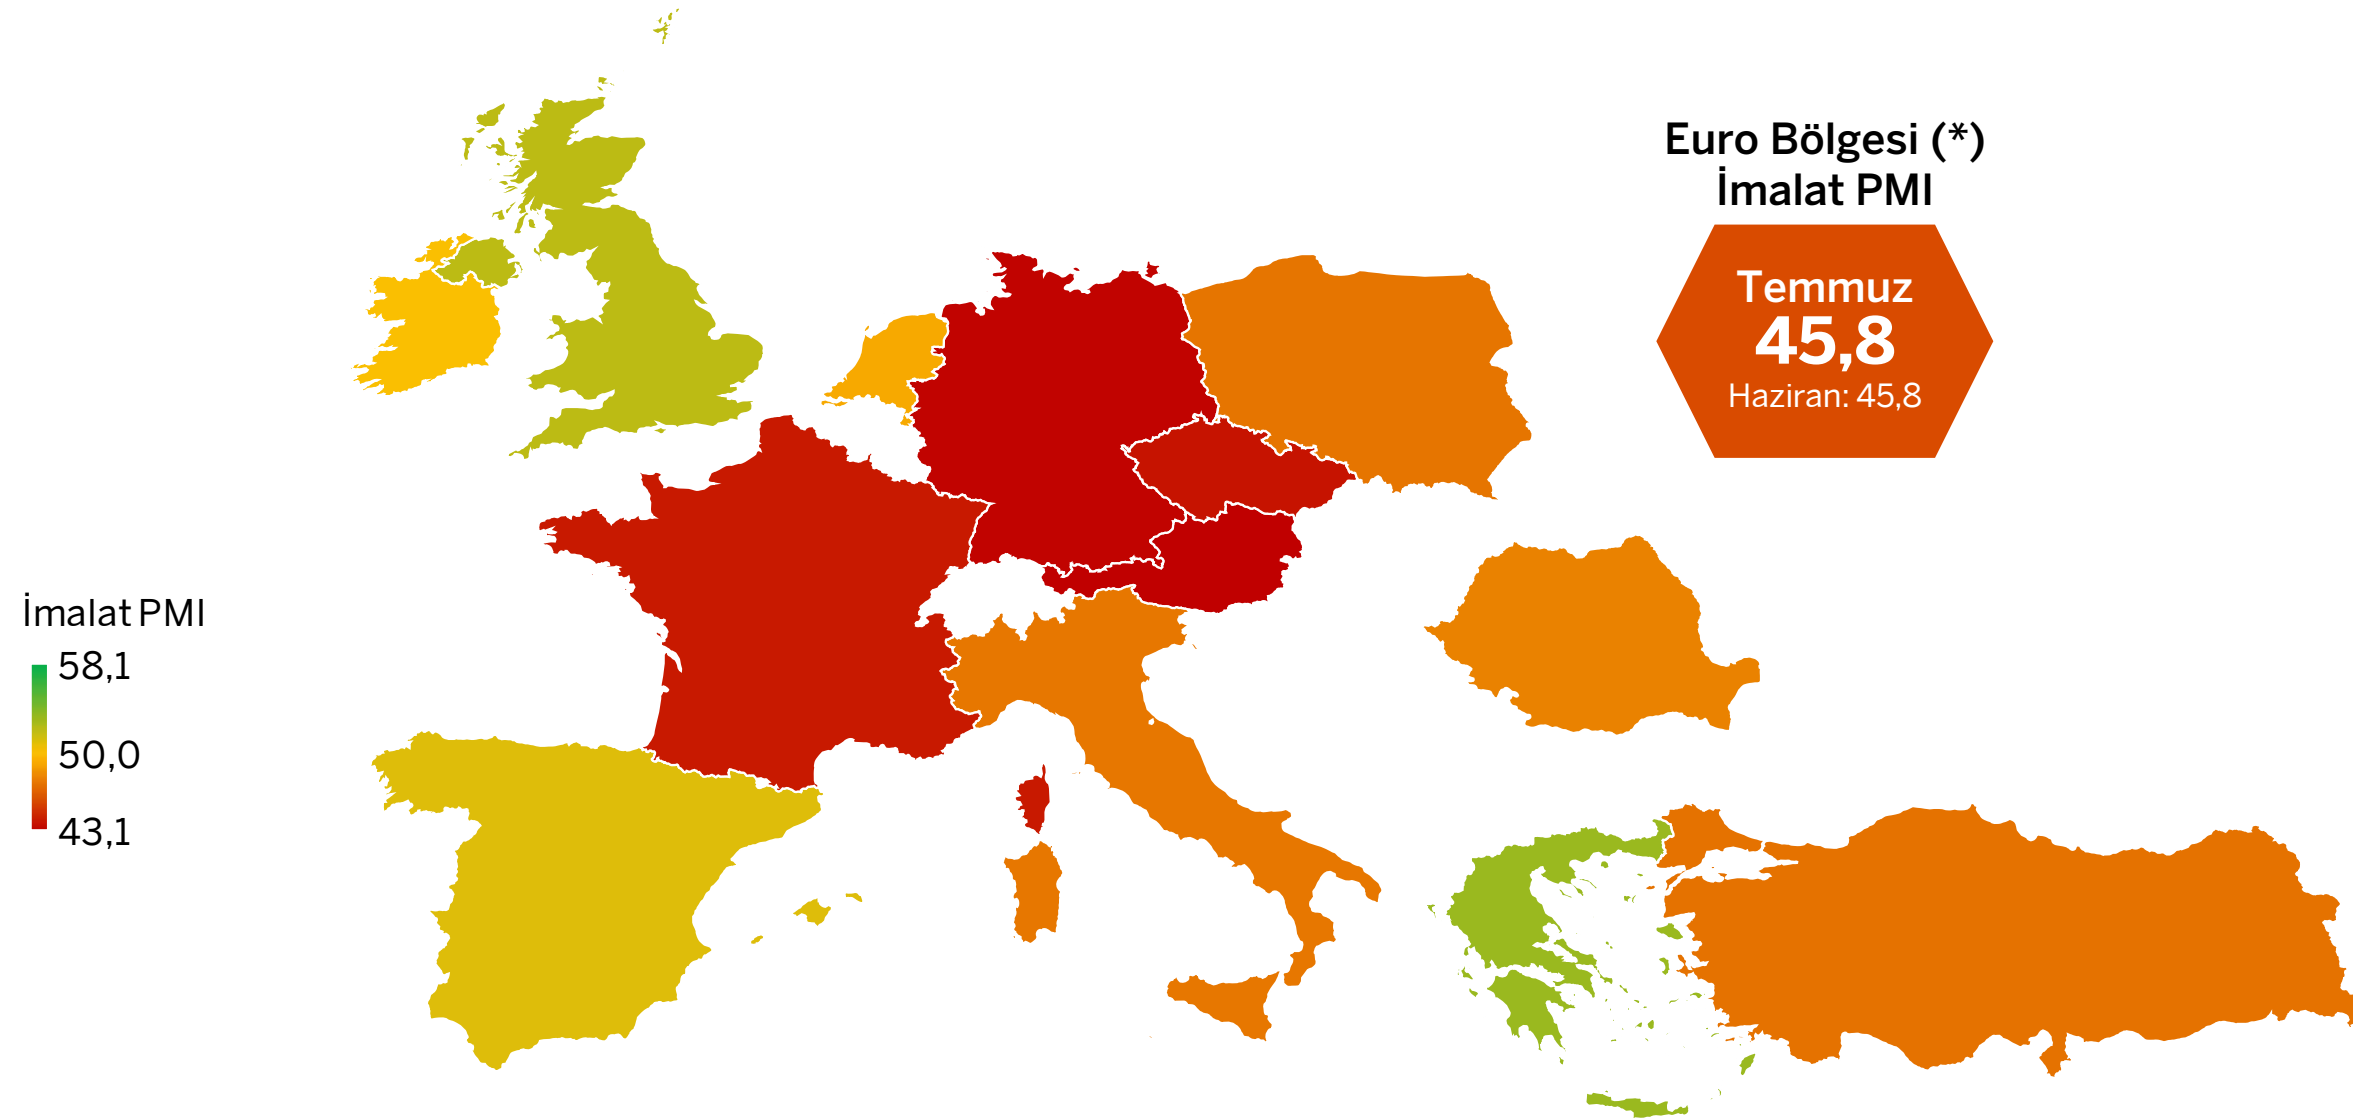 Euro Bölgesi (*)
İmalat PMI
Temmuz
45,8
Haziran: 45,8
İmalat PMI
58,1
50,0
43,1